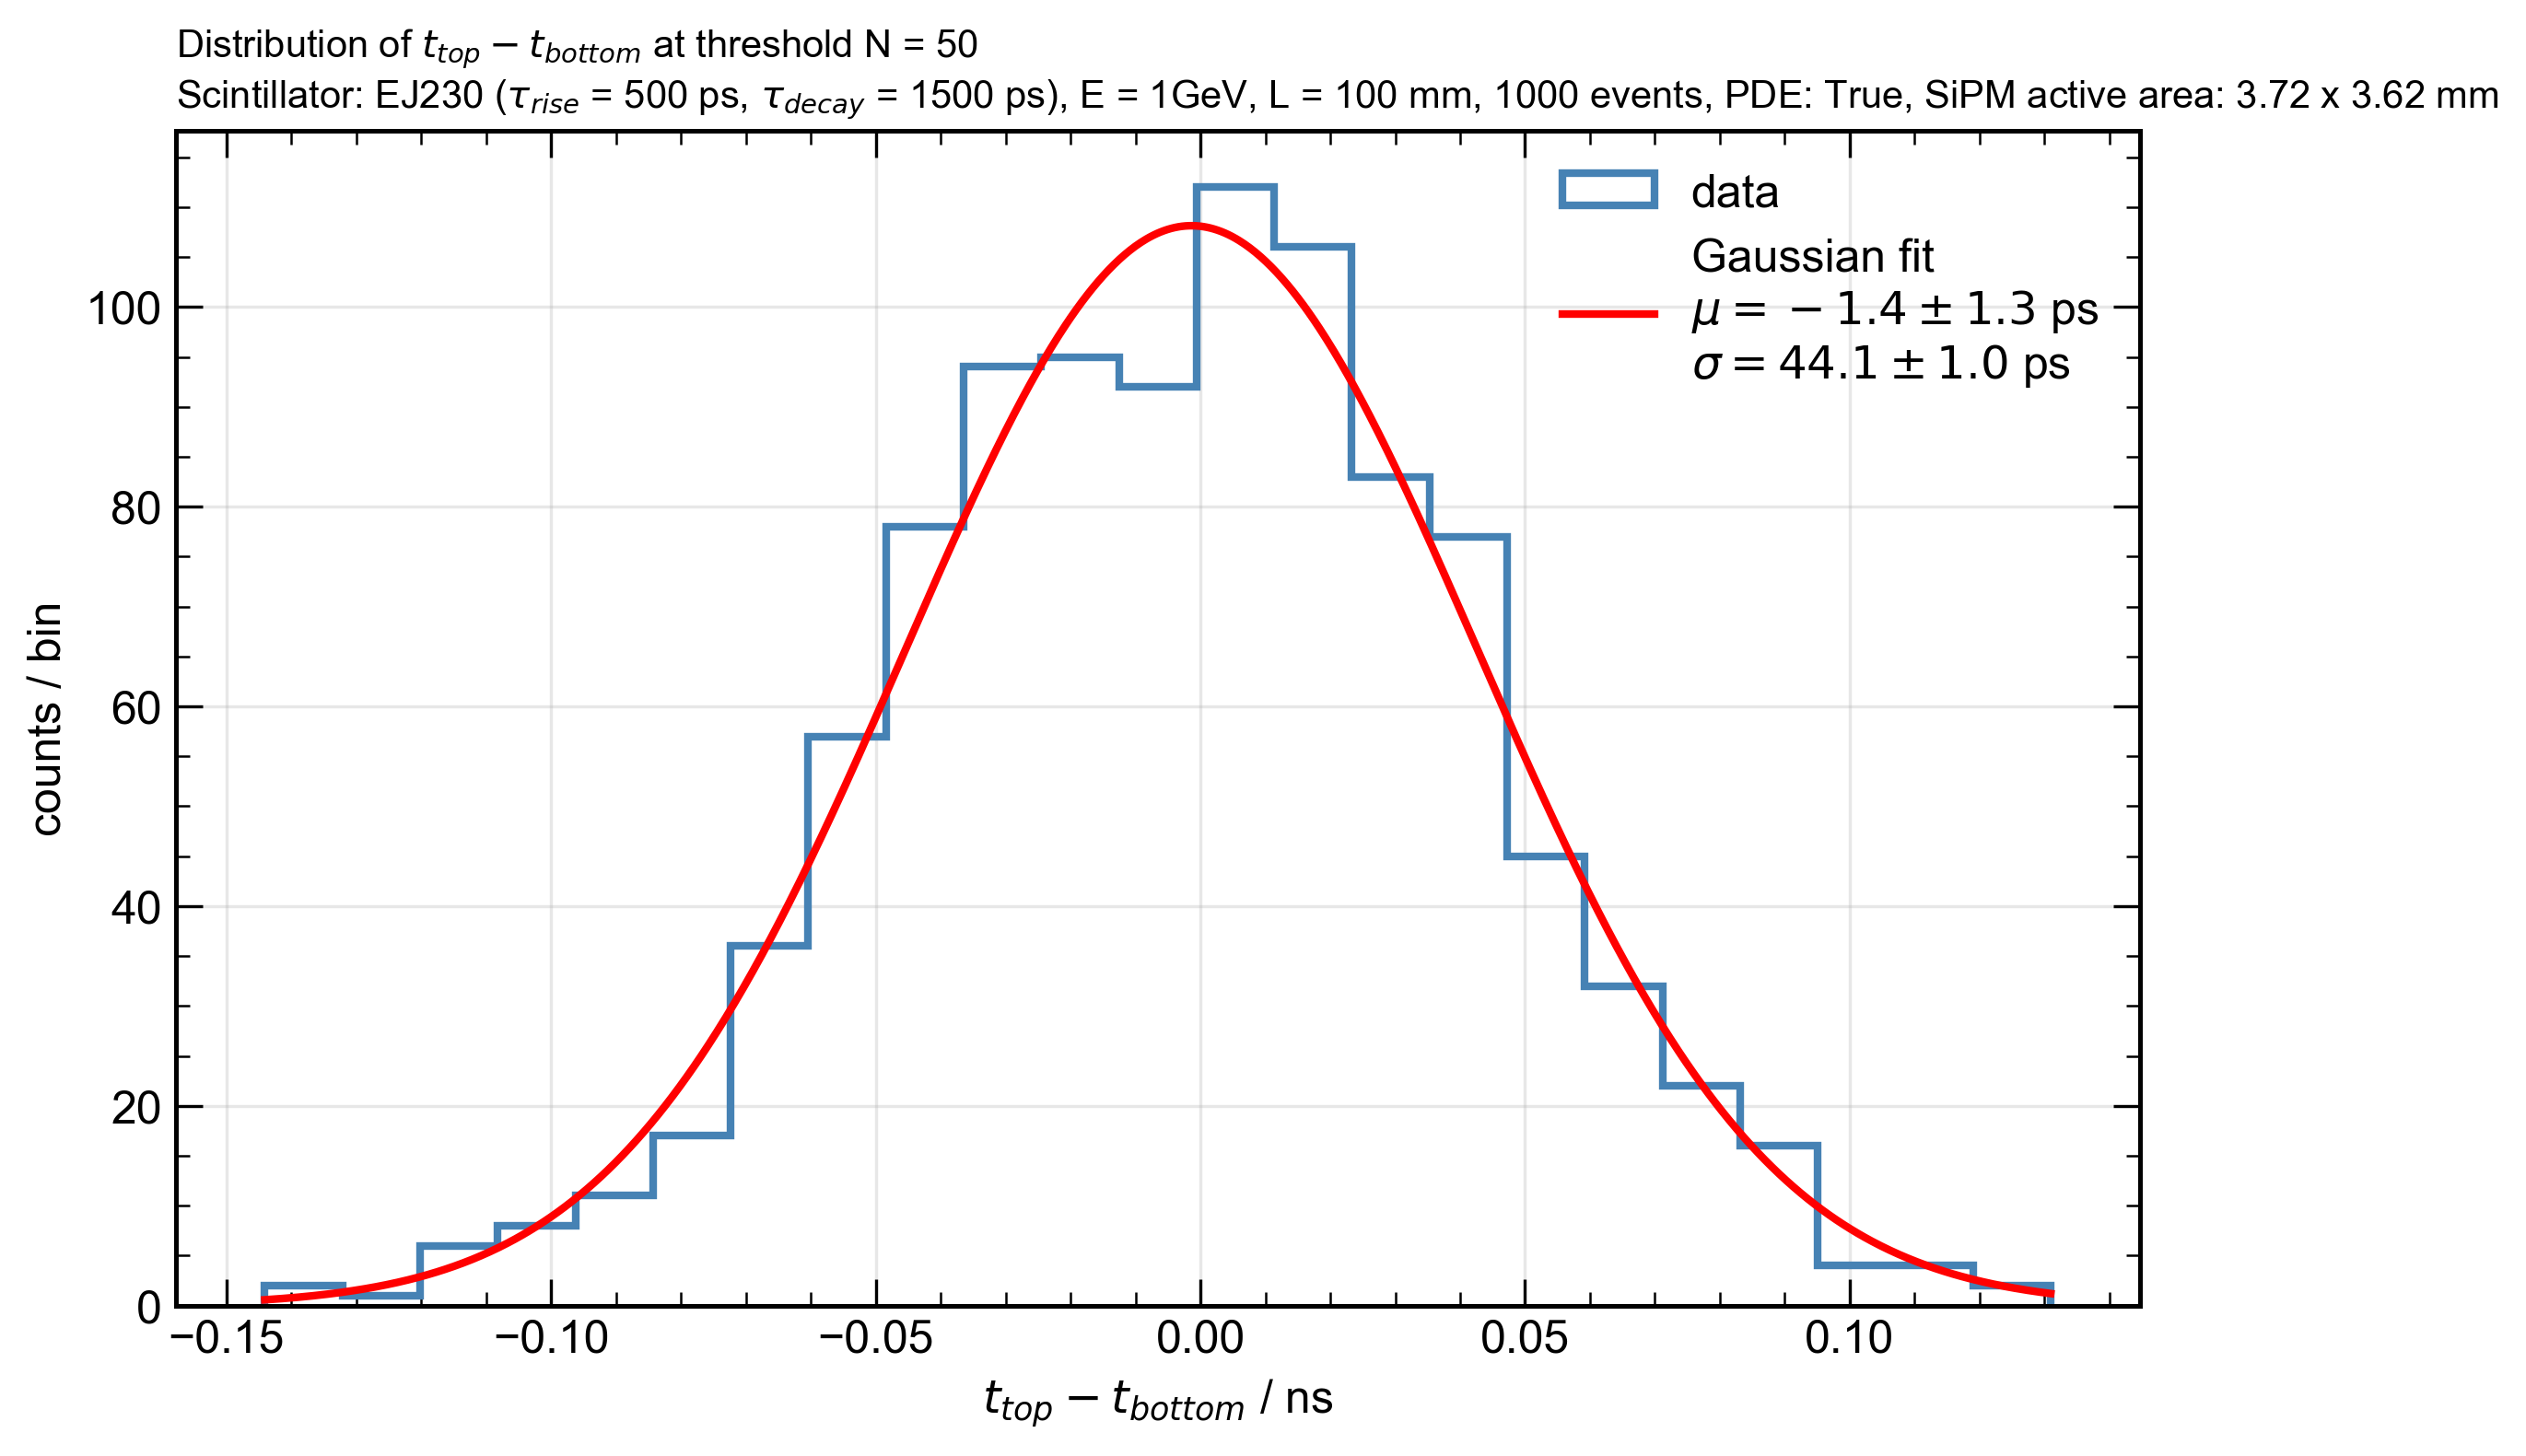 Distribution of t_top − t_bottom at threshold N = 50
Scintillator: EJ230 (τ_rise = 500 ps, τ_decay = 1500 ps), E = 1GeV, L = 100 mm, 1000 events, PDE: True, SiPM active area: 3.72 x 3.62 mm
data
Gaussian fit
μ = −1.4 ± 1.3 ps
σ = 44.1 ± 1.0 ps
counts / bin
100
80
60
40
20
0
−0.15 −0.10 −0.05 0.00 0.05 0.10
t_top − t_bottom / ns